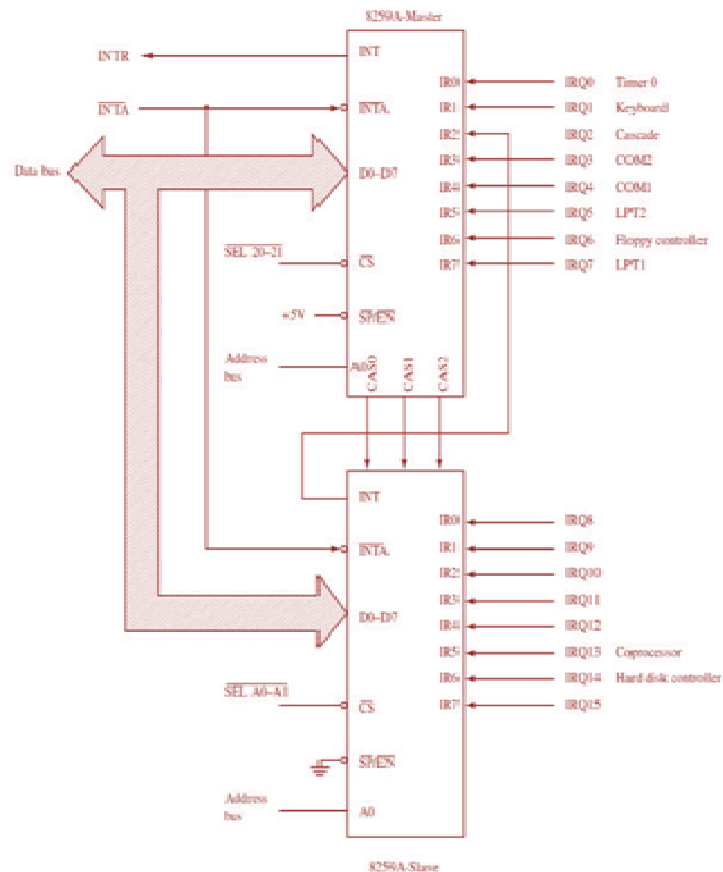 8259A-Master
INTR
INT
INTA
INTA
Data bus
D0–D7
SEL 20–21
CS
+5V
SP/EN
Address
bus
A0
CAS0
CAS1
CAS2
IR0 IRQ0 Timer 0
IR1 IRQ1 Keyboard
IR2 IRQ2 Cascade
IR3 IRQ3 COM2
IR4 IRQ4 COM1
IR5 IRQ5 LPT2
IR6 IRQ6 Floppy controller
IR7 IRQ7 LPT1
INT
INTA
D0–D7
SEL A0–A1
CS
SP/EN
Address
bus
A0
IR0 IRQ8
IR1 IRQ9
IR2 IRQ10
IR3 IRQ11
IR4 IRQ12
IR5 IRQ13 Coprocessor
IR6 IRQ14 Hard disk controller
IR7 IRQ15
8259A-Slave